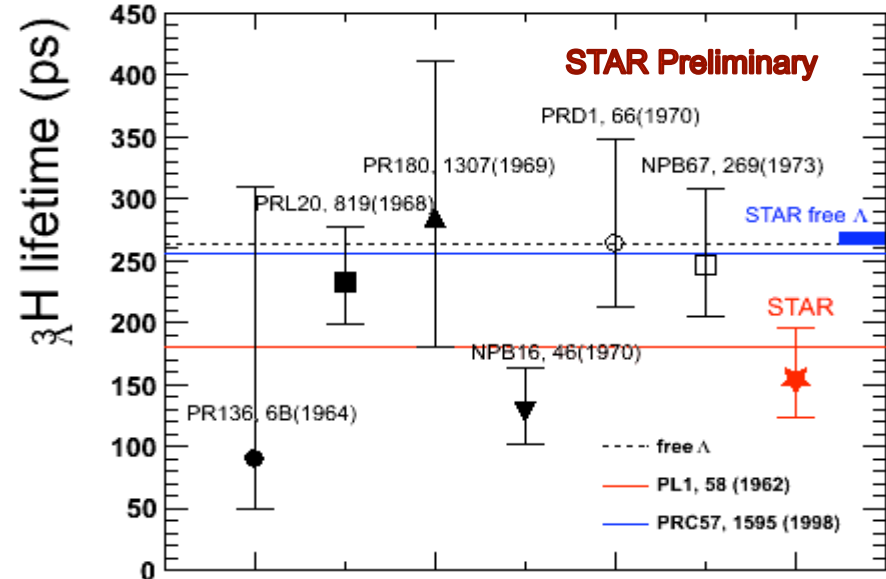 ³ΛH lifetime (ps)
450
400
350
300
250
200
150
100
50
0
STAR Preliminary
PRD1, 66(1970)
PR180, 1307(1969)
NPB67, 269(1973)
PRL20, 819(1968)
STAR free Λ
STAR
NPB16, 46(1970)
PR136, 6B(1964)
free Λ
PL1, 58 (1962)
PRC57, 1595 (1998)